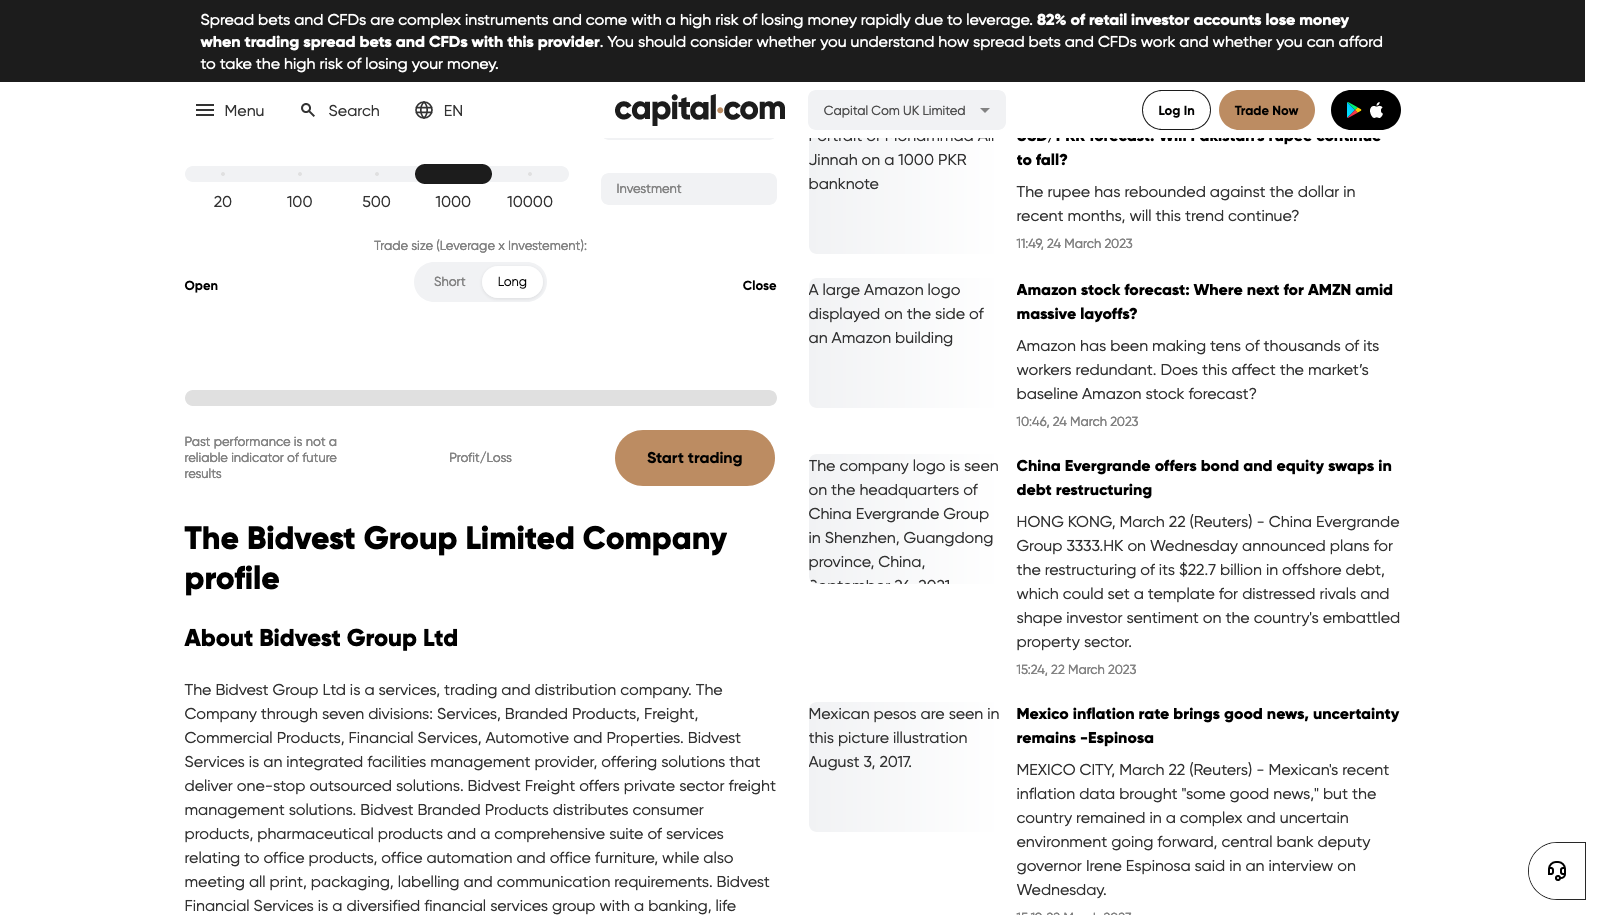 Spread bets and CFDs are complex instruments and come with a high risk of losing money rapidly due to leverage. 82% of retail investor accounts lose money
when trading spread bets and CFDs with this provider. You should consider whether you understand how spread bets and CFDs work and whether you can afford
to take the high risk of losing your money.
Menu
Search
EN
capital.com
Capital Com UK Limited
Log In
Trade Now
20
100
500
1000
10000
Investment
Trade size (Leverage x Investement):
Open
Short
Long
Close
Past performance is not a
reliable indicator of future
results
Profit/Loss
Start trading
The Bidvest Group Limited Company
profile
About Bidvest Group Ltd
The Bidvest Group Ltd is a services, trading and distribution company. The
Company through seven divisions: Services, Branded Products, Freight,
Commercial Products, Financial Services, Automotive and Properties. Bidvest
Services is an integrated facilities management provider, offering solutions that
deliver one-stop outsourced solutions. Bidvest Freight offers private sector freight
management solutions. Bidvest Branded Products distributes consumer
products, pharmaceutical products and a comprehensive suite of services
relating to office products, office automation and office furniture, while also
meeting all print, packaging, labelling and communication requirements. Bidvest
Financial Services is a diversified financial services group with a banking, life
Portrait of Mohammad Ali
Jinnah on a 1000 PKR
banknote
USD/PKR forecast: Will Pakistan's rupee continue
to fall?
The rupee has rebounded against the dollar in
recent months, will this trend continue?
11:49, 24 March 2023
A large Amazon logo
displayed on the side of
an Amazon building
Amazon stock forecast: Where next for AMZN amid
massive layoffs?
Amazon has been making tens of thousands of its
workers redundant. Does this affect the market’s
baseline Amazon stock forecast?
10:46, 24 March 2023
The company logo is seen
on the headquarters of
China Evergrande Group
in Shenzhen, Guangdong
province, China,
September 26, 2021
China Evergrande offers bond and equity swaps in
debt restructuring
HONG KONG, March 22 (Reuters) - China Evergrande
Group 3333.HK on Wednesday announced plans for
the restructuring of its $22.7 billion in offshore debt,
which could set a template for distressed rivals and
shape investor sentiment on the country's embattled
property sector.
15:24, 22 March 2023
Mexican pesos are seen in
this picture illustration
August 3, 2017.
Mexico inflation rate brings good news, uncertainty
remains -Espinosa
MEXICO CITY, March 22 (Reuters) - Mexican's recent
inflation data brought "some good news," but the
country remained in a complex and uncertain
environment going forward, central bank deputy
governor Irene Espinosa said in an interview on
Wednesday.